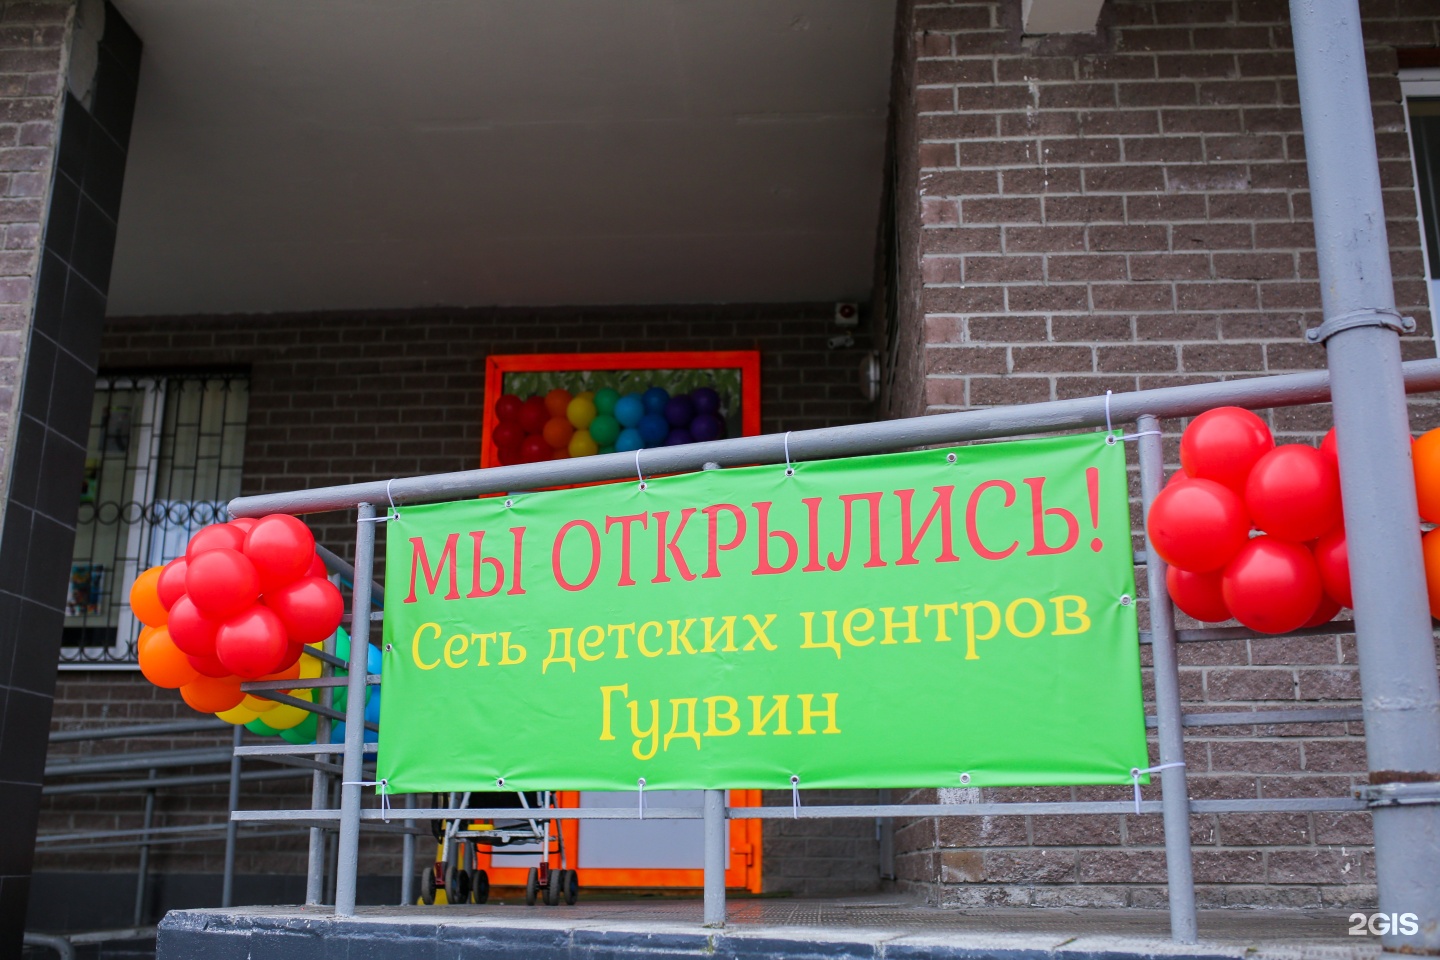 МЫ ОТКРЫЛИСЬ!
Сеть детских центров
Гудвин
2GIS